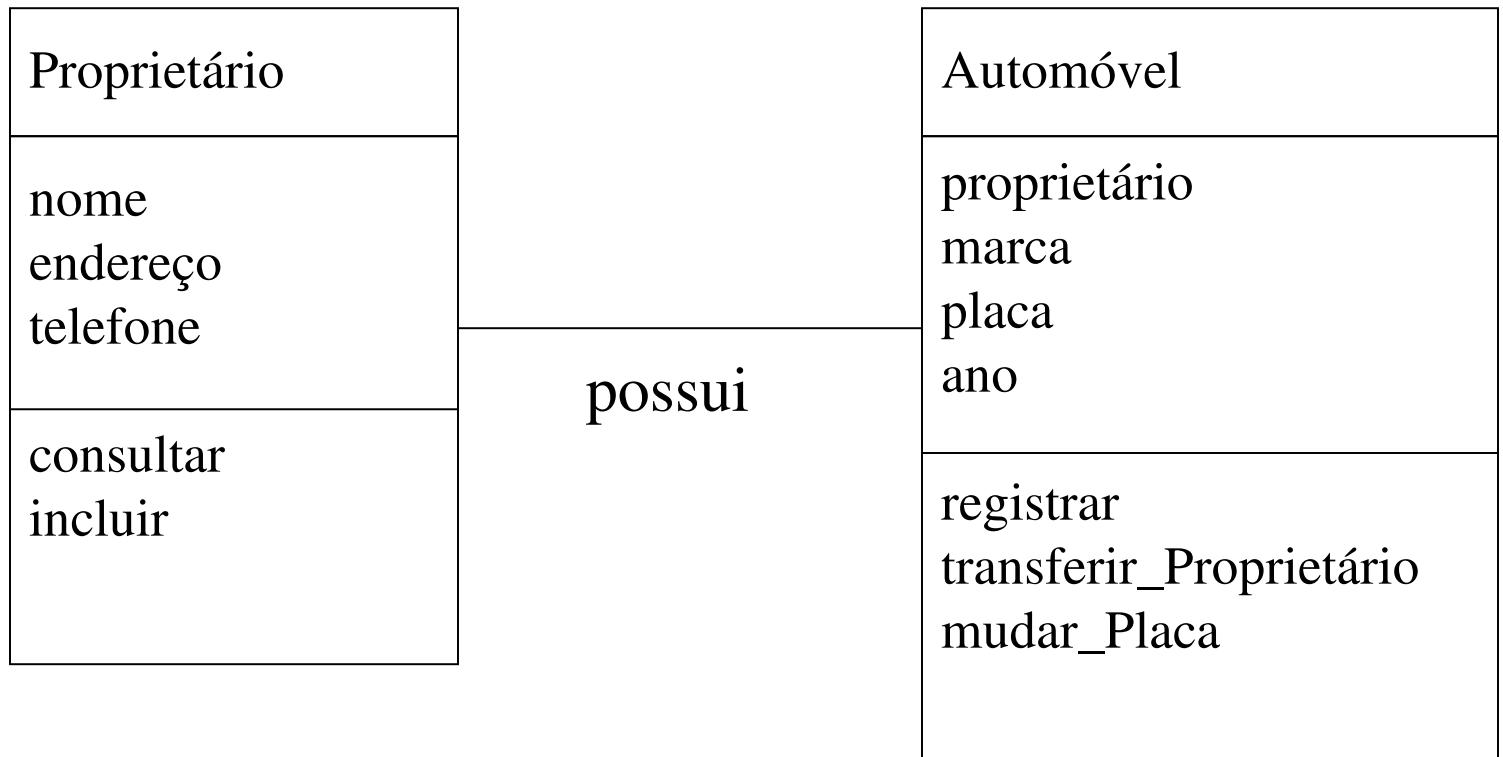 Proprietário
nome
endereço
telefone
consultar
incluir
possui
Automóvel
proprietário
marca
placa
ano
registrar
transferir_Proprietário
mudar_Placa